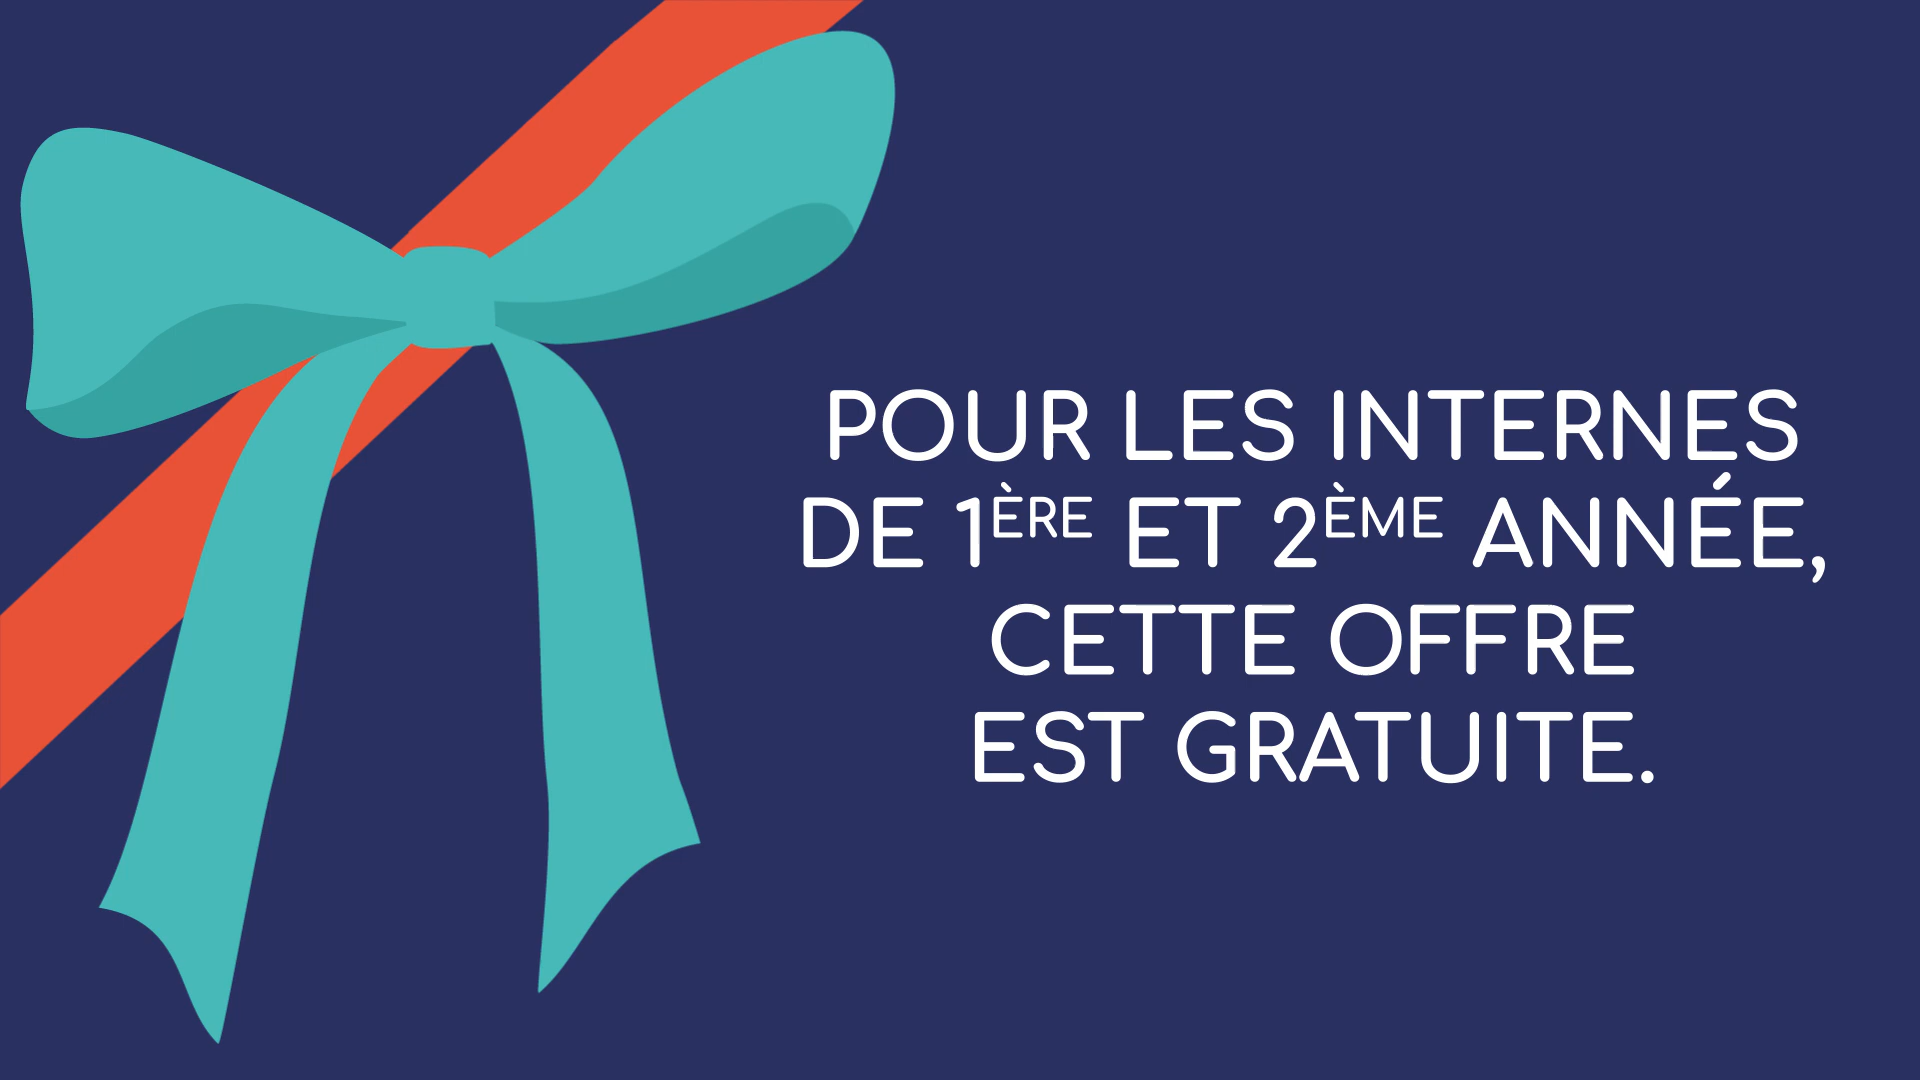 POUR LES INTERNES
DE 1ÈRE ET 2ÈME ANNÉE,
CETTE OFFRE
EST GRATUITE.